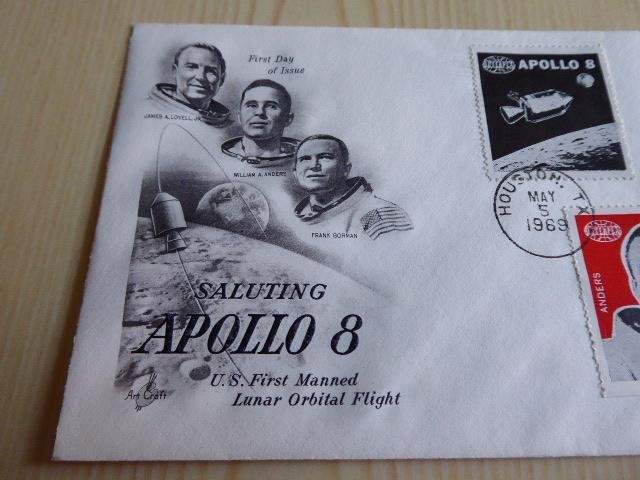 First Day
of Issue
JAMES A. LOVELL, JR.
WILLIAM A. ANDERS
FRANK BORMAN
SALUTING
APOLLO 8
U.S. First Manned
Lunar Orbital Flight
Art Craft
APOLLO 8
HOUSTON, TX
MAY
5
1969
ANDERS